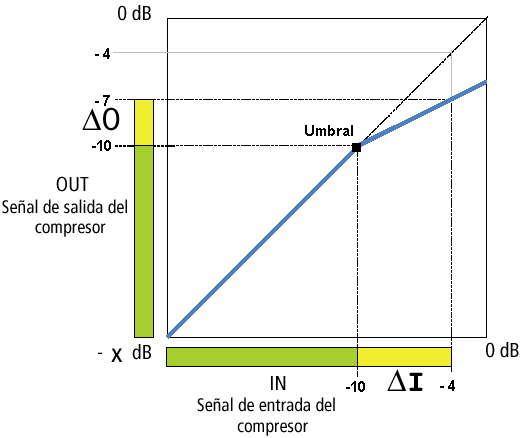 0 dB
- 4
-7
ΔO
Umbral
-10
OUT
Señal de salida del
compresor
- x dB
0 dB
IN
-10
ΔI
- 4
Señal de entrada del
compresor